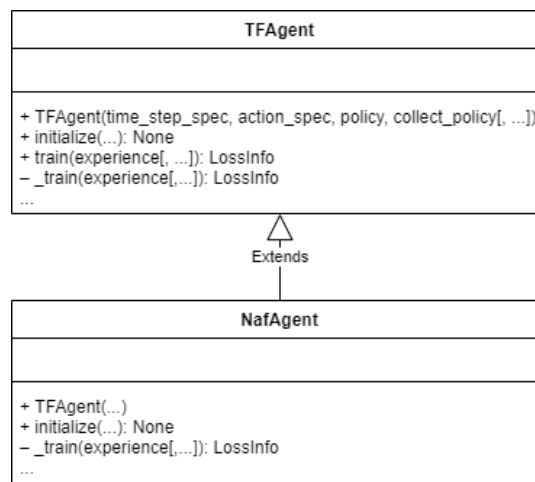 TFAgent
+ TFAgent(time_step_spec, action_spec, policy, collect_policy[, ...])
+ initialize(...): None
+ train(experience[, ...]): LossInfo
– _train(experience[,...]): LossInfo
...
Extends
NafAgent
+ TFAgent(...)
+ initialize(...): None
– _train(experience[,...]): LossInfo
...